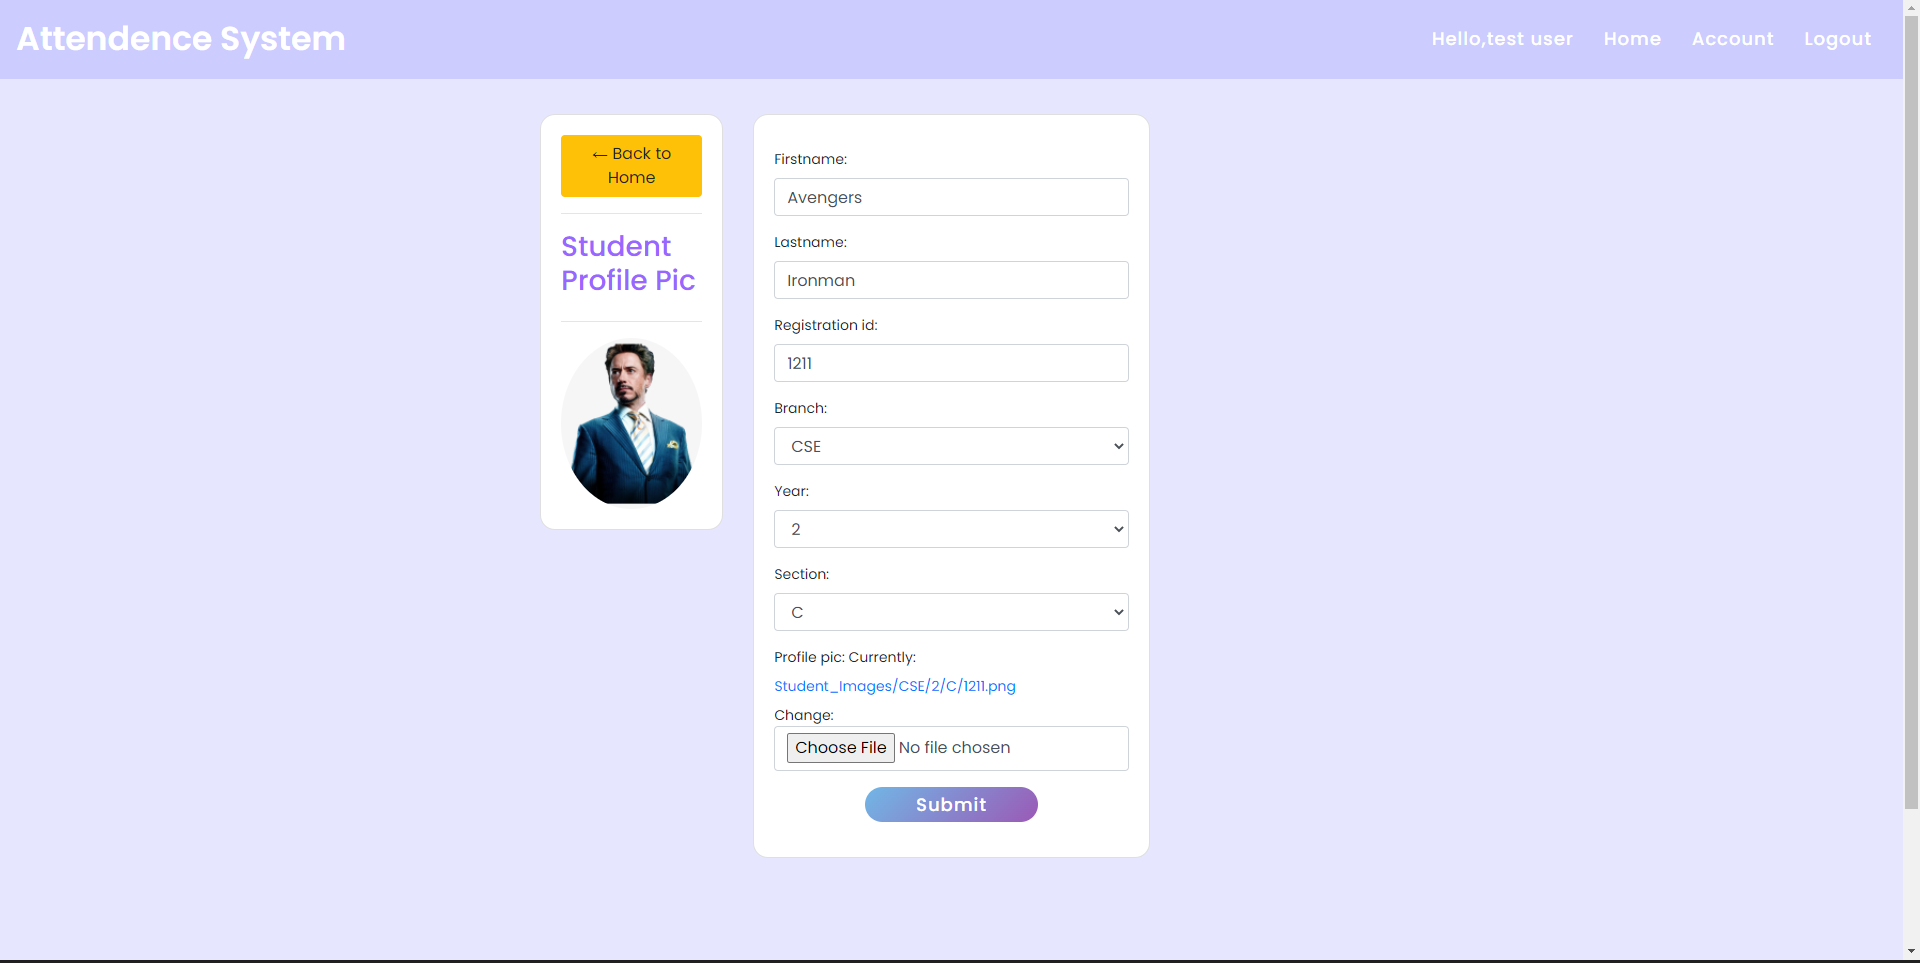 Attendence System
Hello,test user Home Account Logout
← Back to
Home
Student
Profile Pic
Firstname:
Avengers
Lastname:
Ironman
Registration id:
1211
Branch:
CSE
Year:
2
Section:
C
Profile pic: Currently:
Student_Images/CSE/2/C/1211.png
Change:
Choose File No file chosen
Submit